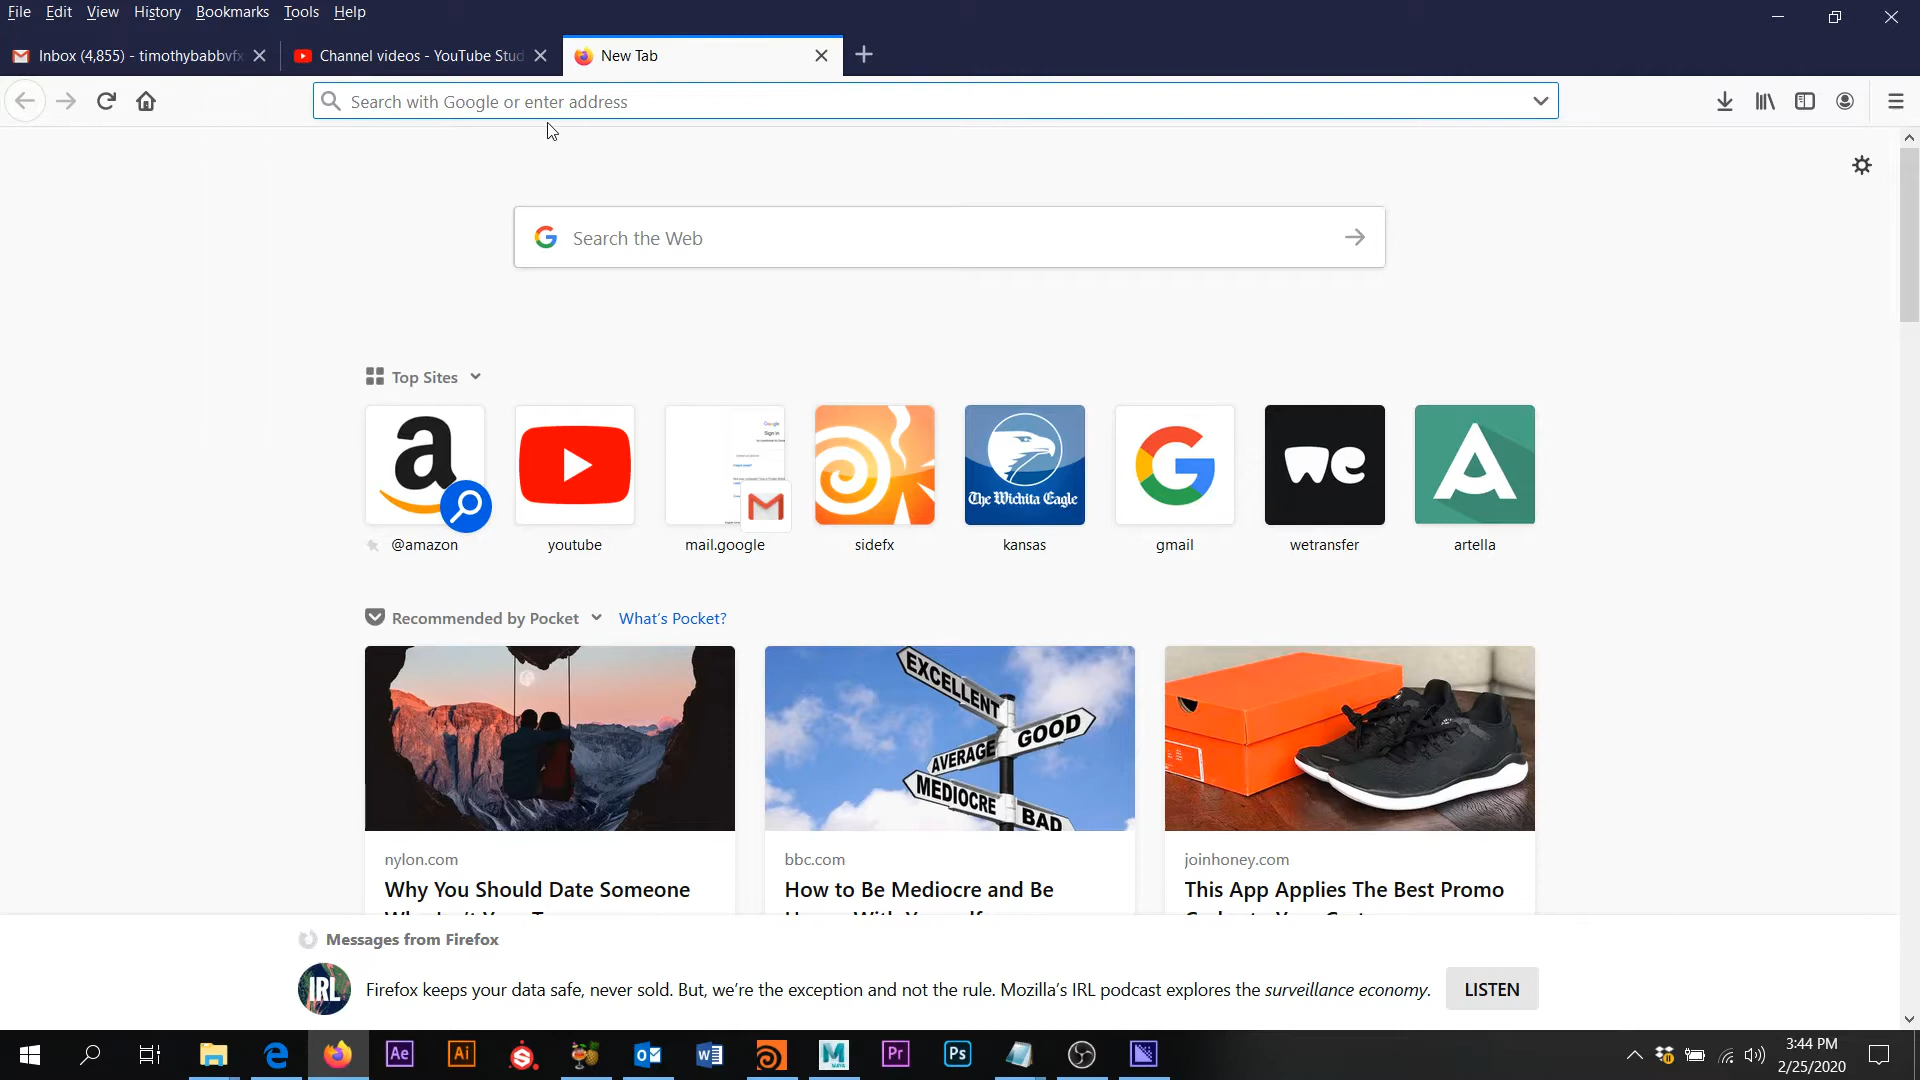 File Edit View History Bookmarks Tools Help
Inbox (4,855) - timothybabbvfx
Channel videos - YouTube Stud
New Tab
Search with Google or enter address
Search the Web
Top Sites
a
The Wichita Eagle
we
@amazon youtube mail.google sidefx kansas gmail wetransfer artella
Recommended by Pocket What's Pocket?
EXCELLENT
GOOD
AVERAGE
MEDIOCRE
BAD
nylon.com
Why You Should Date Someone
bbc.com
How to Be Mediocre and Be
joinhoney.com
This App Applies The Best Promo
Messages from Firefox
IRL
Firefox keeps your data safe, never sold. But, we're the exception and not the rule. Mozilla's IRL podcast explores the surveillance economy.
LISTEN
Ae Ai Pr Ps
3:44 PM
2/25/2020